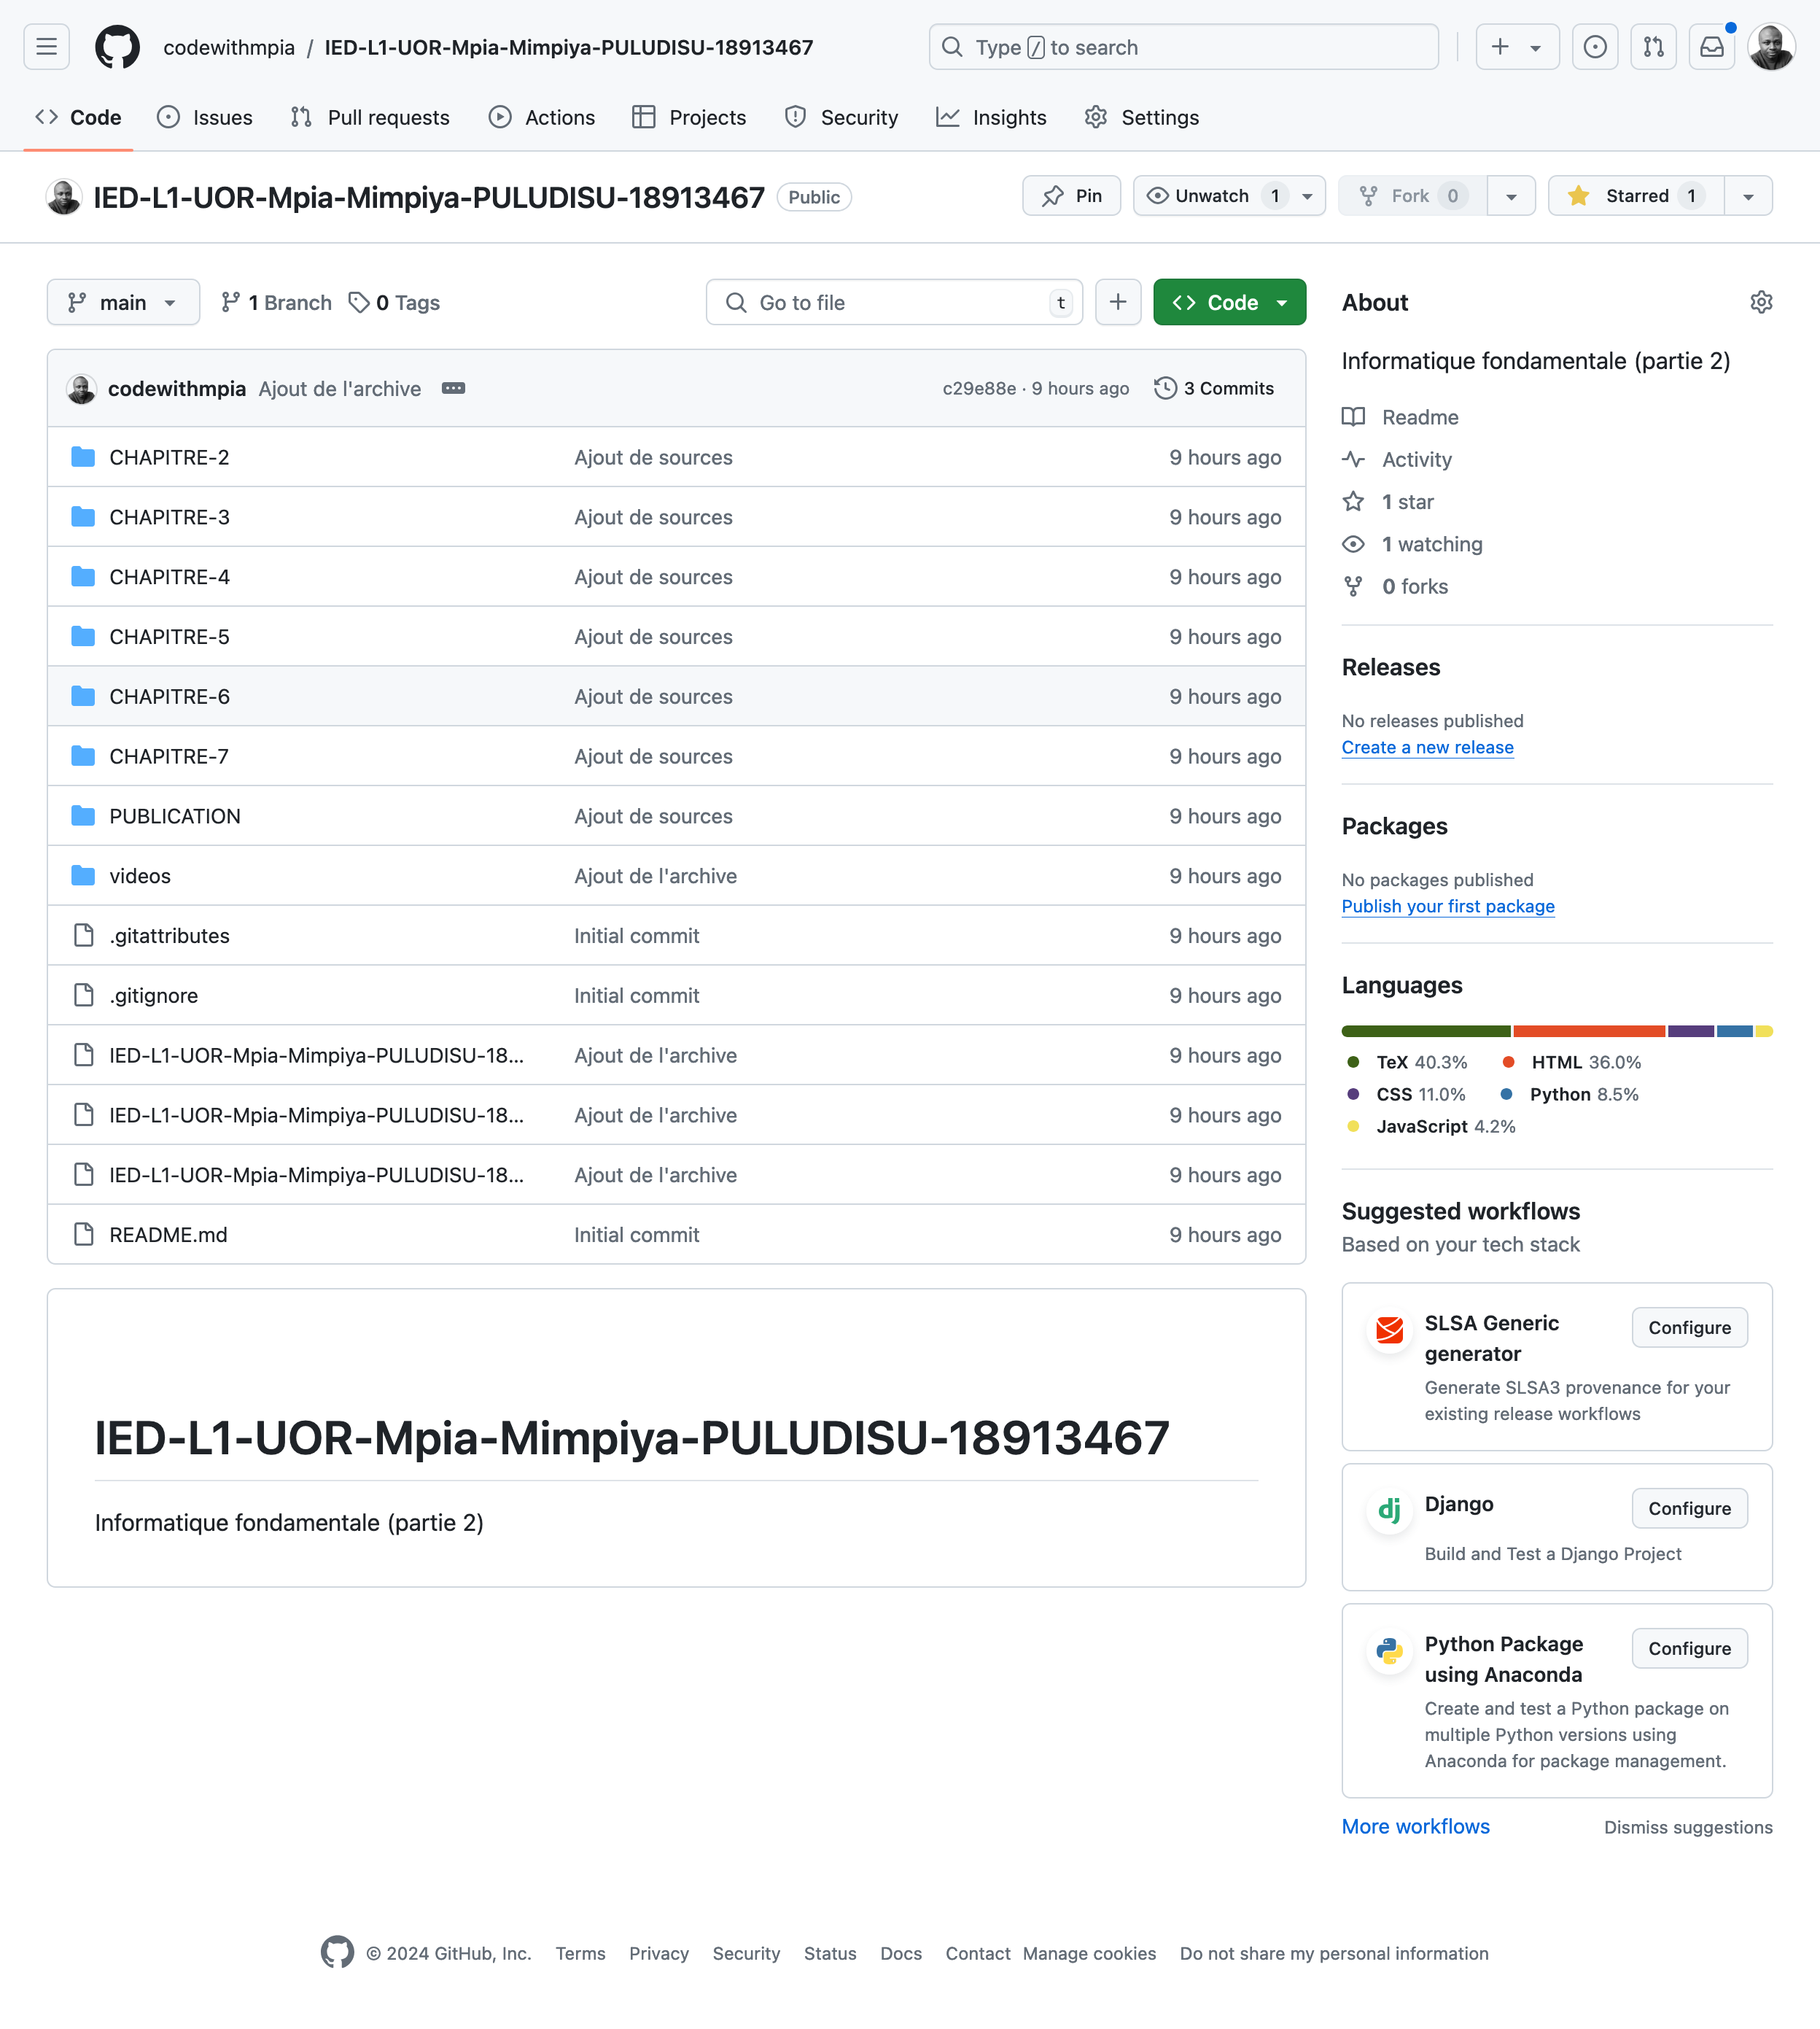 codewithmpia / IED-L1-UOR-Mpia-Mimpiya-PULUDISU-18913467
Type / to search
Code Issues Pull requests Actions Projects Security Insights Settings
IED-L1-UOR-Mpia-Mimpiya-PULUDISU-18913467 Public
Pin Unwatch 1 Fork 0 Starred 1
main 1 Branch 0 Tags Go to file t Code
codewithmpia Ajout de l'archive c29e88e · 9 hours ago 3 Commits
CHAPITRE-2 Ajout de sources 9 hours ago
CHAPITRE-3 Ajout de sources 9 hours ago
CHAPITRE-4 Ajout de sources 9 hours ago
CHAPITRE-5 Ajout de sources 9 hours ago
CHAPITRE-6 Ajout de sources 9 hours ago
CHAPITRE-7 Ajout de sources 9 hours ago
PUBLICATION Ajout de sources 9 hours ago
videos Ajout de l'archive 9 hours ago
.gitattributes Initial commit 9 hours ago
.gitignore Initial commit 9 hours ago
IED-L1-UOR-Mpia-Mimpiya-PULUDISU-18... Ajout de l'archive 9 hours ago
IED-L1-UOR-Mpia-Mimpiya-PULUDISU-18... Ajout de l'archive 9 hours ago
IED-L1-UOR-Mpia-Mimpiya-PULUDISU-18... Ajout de l'archive 9 hours ago
README.md Initial commit 9 hours ago
IED-L1-UOR-Mpia-Mimpiya-PULUDISU-18913467
Informatique fondamentale (partie 2)
About
Informatique fondamentale (partie 2)
Readme
Activity
1 star
1 watching
0 forks
Releases
No releases published
Create a new release
Packages
No packages published
Publish your first package
Languages
TeX 40.3% HTML 36.0%
CSS 11.0% Python 8.5%
JavaScript 4.2%
Suggested workflows
Based on your tech stack
SLSA Generic
generator
Configure
Generate SLSA3 provenance for your
existing release workflows
dj Django Configure
Build and Test a Django Project
Python Package
using Anaconda
Configure
Create and test a Python package on
multiple Python versions using
Anaconda for package management.
More workflows Dismiss suggestions
© 2024 GitHub, Inc. Terms Privacy Security Status Docs Contact Manage cookies Do not share my personal information